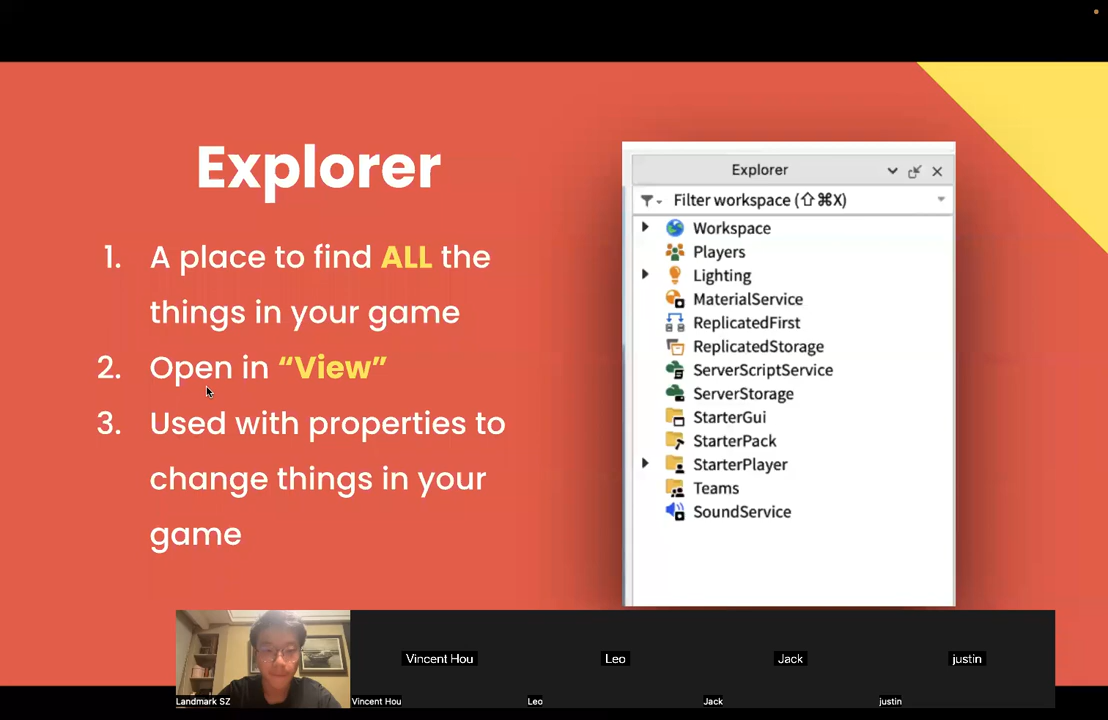 Explorer
1. A place to find ALL the
things in your game
2. Open in “View”
3. Used with properties to
change things in your
game
Explorer
Filter workspace (⇧⌘X)
Workspace
Players
Lighting
MaterialService
ReplicatedFirst
ReplicatedStorage
ServerScriptService
ServerStorage
StarterGui
StarterPack
StarterPlayer
Teams
SoundService
Vincent Hou
Leo
Jack
justin
Landmark SZ
Vincent Hou
Leo
Jack
justin